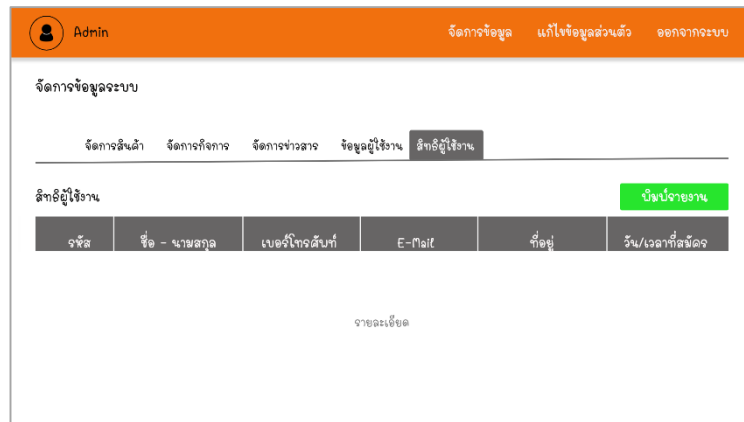 Admin จัดการข้อมูล แก้ไขข้อมูลส่วนตัว ออกจากระบบ
จัดการข้อมูลระบบ
จัดการสินค้า จัดการกิจการ จัดการข่าวสาร ข้อมูลผู้ใช้งาน สิทธิผู้ใช้งาน
สิทธิผู้ใช้งาน พิมพ์รายงาน
รหัส ชื่อ - นามสกุล เบอร์โทรศัพท์ E-Mail ที่อยู่ วัน/เวลาที่สมัคร
รายละเอียด